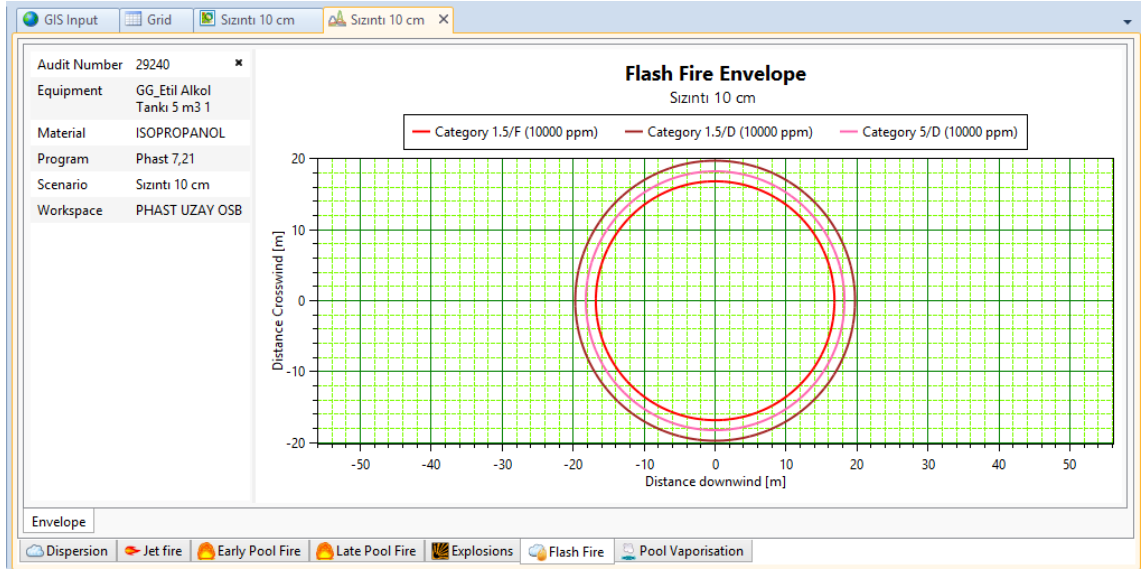 GIS Input
Grid
Sızıntı 10 cm
Sızıntı 10 cm
Audit Number 29240
Equipment GG_Etil Alkol
Tankı 5 m3 1
Material ISOPROPANOL
Program Phast 7,21
Scenario Sızıntı 10 cm
Workspace PHAST UZAY OSB
Flash Fire Envelope
Sızıntı 10 cm
Category 1.5/F (10000 ppm) Category 1.5/D (10000 ppm) Category 5/D (10000 ppm)
Distance Crosswind [m]
20
10
0
-10
-20
-50 -40 -30 -20 -10 0 10 20 30 40 50
Distance downwind [m]
Envelope
Dispersion Jet fire Early Pool Fire Late Pool Fire Explosions Flash Fire Pool Vaporisation